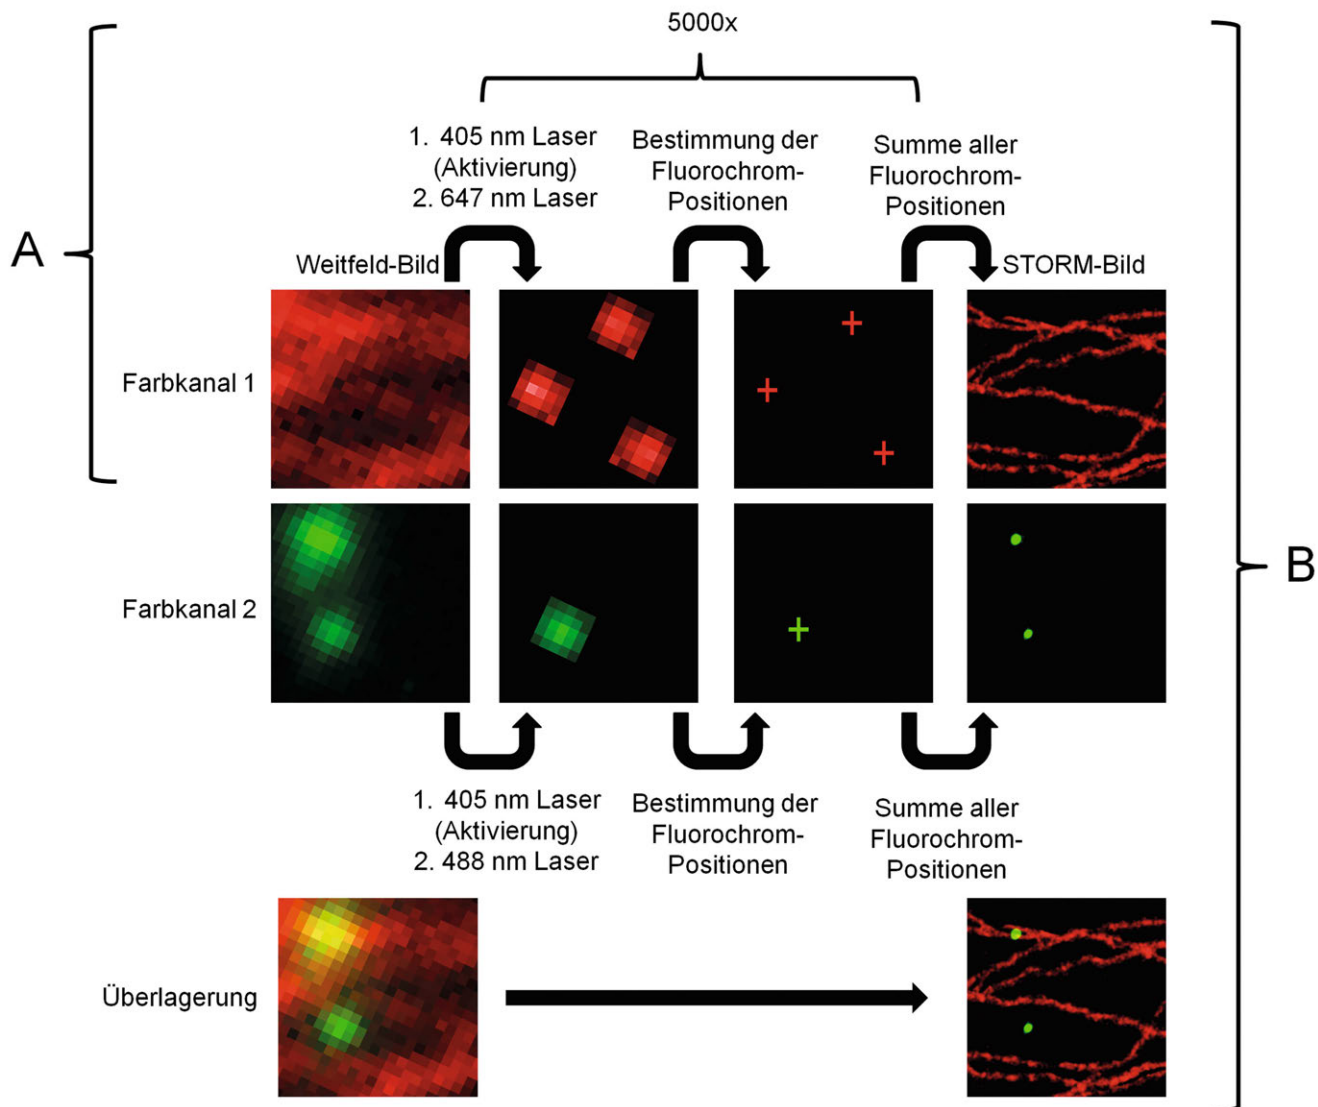 5000x
1. 405 nm Laser
(Aktivierung)
2. 647 nm Laser
Bestimmung der
Fluorochrom-
Positionen
Summe aller
Fluorochrom-
Positionen
A
Weitfeld-Bild
STORM-Bild
Farbkanal 1
B
Farbkanal 2
1. 405 nm Laser
(Aktivierung)
2. 488 nm Laser
Bestimmung der
Fluorochrom-
Positionen
Summe aller
Fluorochrom-
Positionen
Überlagerung